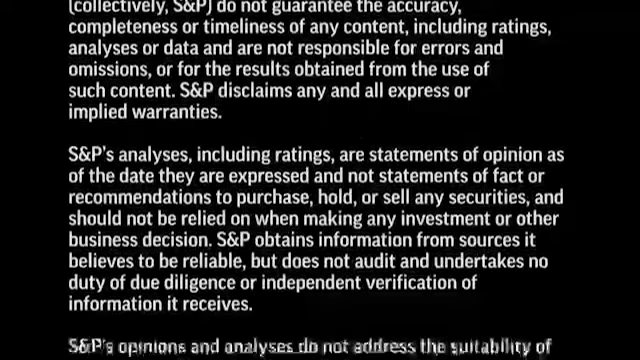 (collectively, S&P) do not guarantee the accuracy,
completeness or timeliness of any content, including ratings,
analyses or data and are not responsible for errors and
omissions, or for the results obtained from the use of
such content. S&P disclaims any and all express or
implied warranties.
S&P's analyses, including ratings, are statements of opinion as
of the date they are expressed and not statements of fact or
recommendations to purchase, hold, or sell any securities, and
should not be relied on when making any investment or other
business decision. S&P obtains information from sources it
believes to be reliable, but does not audit and undertakes no
duty of due diligence or independent verification of
information it receives.
S&P's opinions and analyses do not address the suitability of